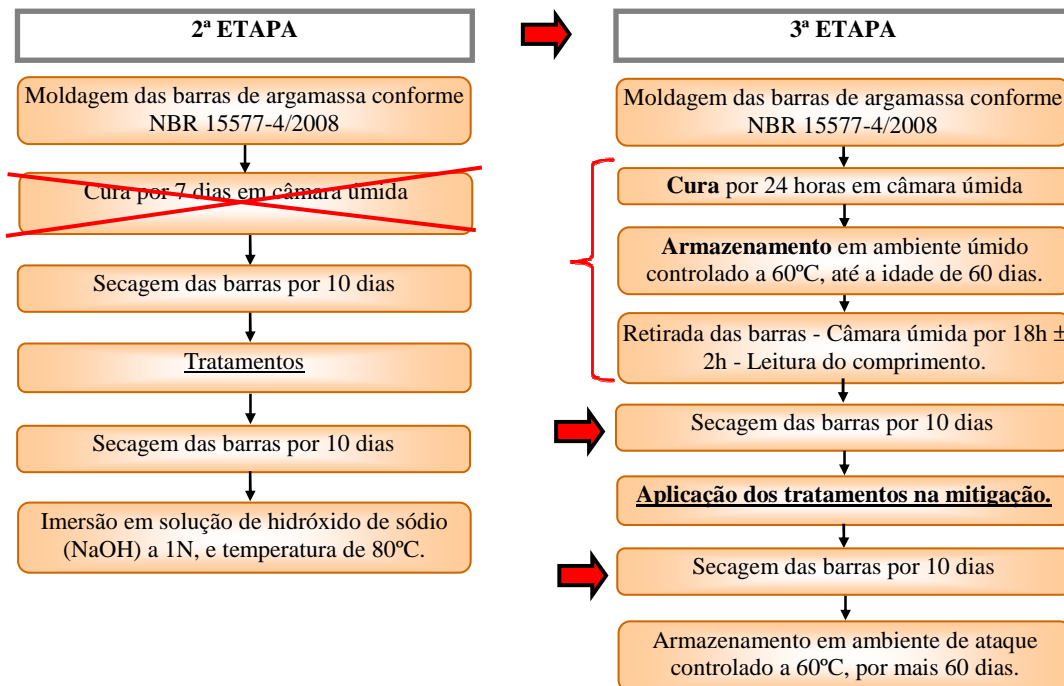 2ª ETAPA
Moldagem das barras de argamassa conforme
NBR 15577-4/2008
Cura por 7 dias em câmara úmida
Secagem das barras por 10 dias
Tratamentos
Secagem das barras por 10 dias
Imersão em solução de hidróxido de sódio
(NaOH) a 1N, e temperatura de 80ºC.
3ª ETAPA
Moldagem das barras de argamassa conforme
NBR 15577-4/2008
Cura por 24 horas em câmara úmida
Armazenamento em ambiente úmido
controlado a 60ºC, até a idade de 60 dias.
Retirada das barras - Câmara úmida por 18h ±
2h - Leitura do comprimento.
Secagem das barras por 10 dias
Aplicação dos tratamentos na mitigação.
Secagem das barras por 10 dias
Armazenamento em ambiente de ataque
controlado a 60ºC, por mais 60 dias.